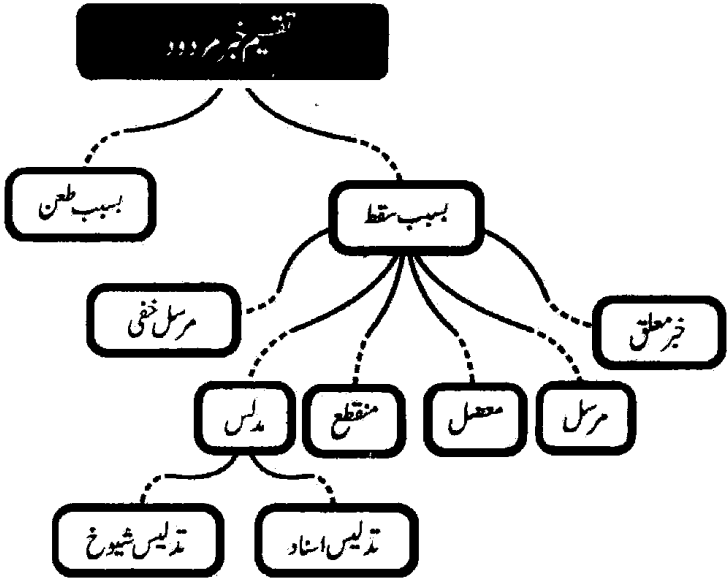 تقسیم خبر مردود
بسبب سقط
بسبب طعن
خبر معلق
مرسل
معضل
منقطع
مدلس
مرسل خفی
تدلیس اسناد
تدلیس شیوخ